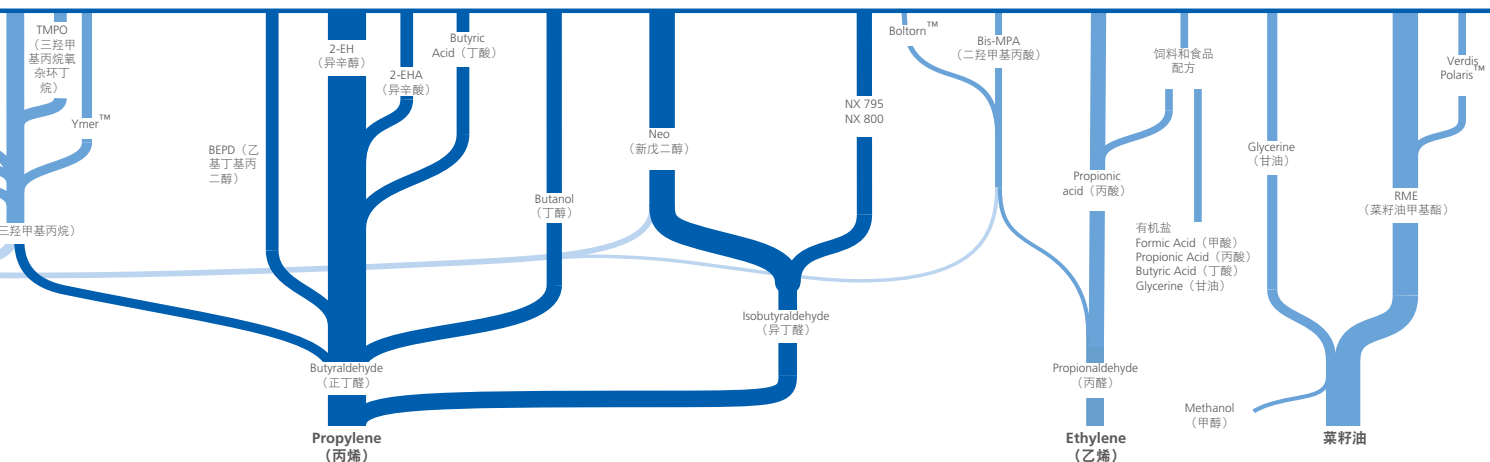 TMPO
（三羟甲
基丙烷氧
杂环丁
烷）
Ymer™
三羟甲基丙烷）
BEPD（乙
基丁基丙
二醇）
2-EH
（异辛醇）
2-EHA
（异辛酸）
Butyric
Acid（丁酸）
Butanol
（丁醇）
Neo
（新戊二醇）
NX 795
NX 800
Isobutyraldehyde
（异丁醛）
Butyraldehyde
（正丁醛）
Propylene
（丙烯）
Boltorn™
Bis-MPA
（二羟甲基丙酸）
饲料和食品
配方
Propionic
acid（丙酸）
有机盐
Formic Acid（甲酸）
Propionic Acid（丙酸）
Butyric Acid（丁酸）
Glycerine（甘油）
Propionaldehyde
（丙醛）
Ethylene
（乙烯）
Glycerine
（甘油）
Verdis
Polaris™
RME
（菜籽油甲基酯）
Methanol
（甲醇）
菜籽油